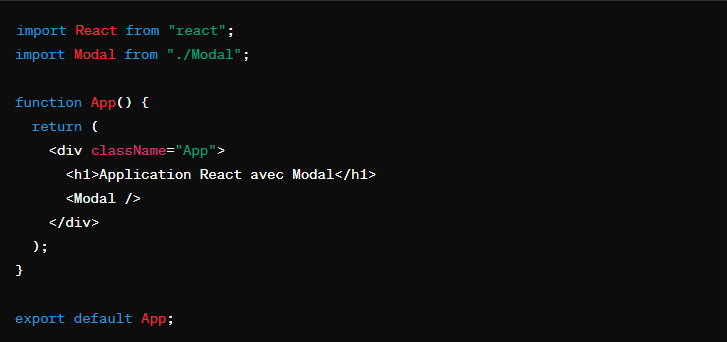 import React from "react";
import Modal from "./Modal";

function App() {
  return (
    <div className="App">
      <h1>Application React avec Modal</h1>
      <Modal />
    </div>
  );
}

export default App;